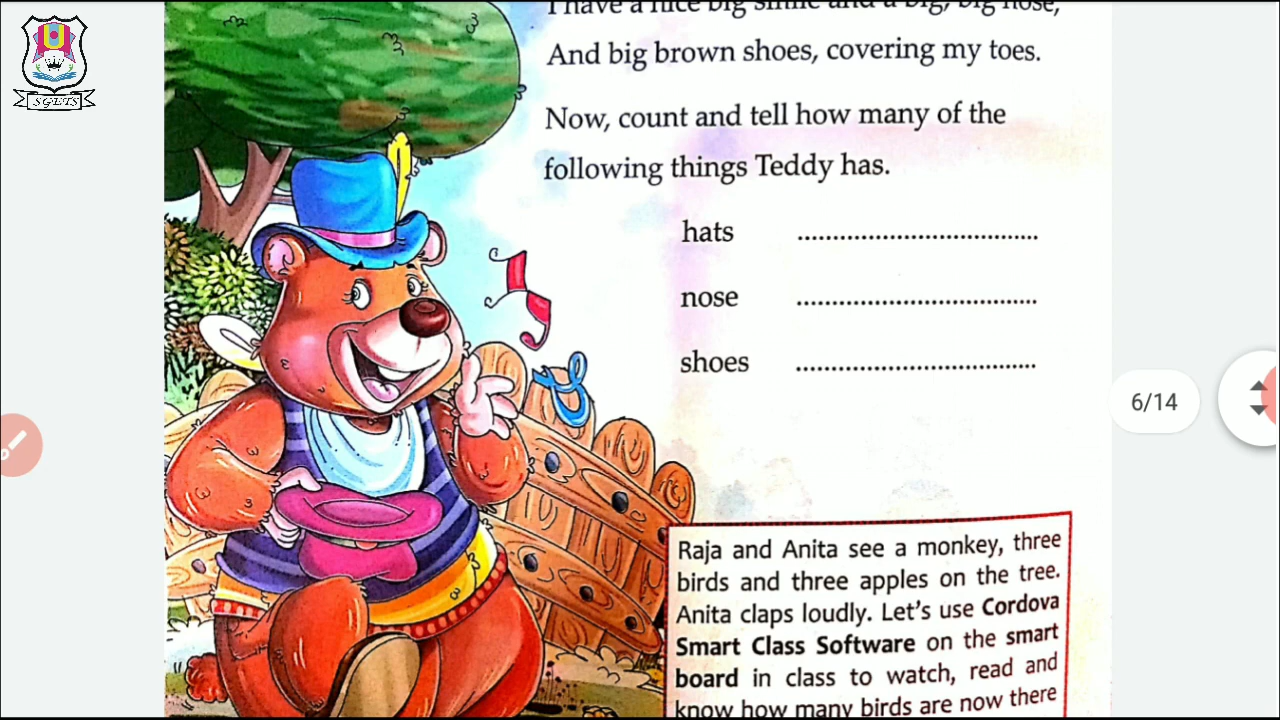 SGETS
I have a nice big smile and a big, big nose,
And big brown shoes, covering my toes.
Now, count and tell how many of the
following things Teddy has.
hats ..................................
nose ..................................
shoes ..................................
6/14
Raja and Anita see a monkey, three
birds and three apples on the tree.
Anita claps loudly. Let's use Cordova
Smart Class Software on the smart
board in class to watch, read and
know how many birds are now there